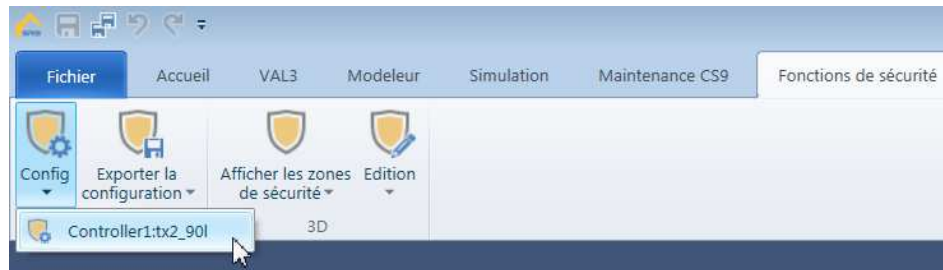 Fichier Accueil VAL3 Modeleur Simulation Maintenance CS9 Fonctions de sécurité
Config Exporter la Afficher les zones Edition
configuration de sécurité
3D
Controller1:tx2_90l